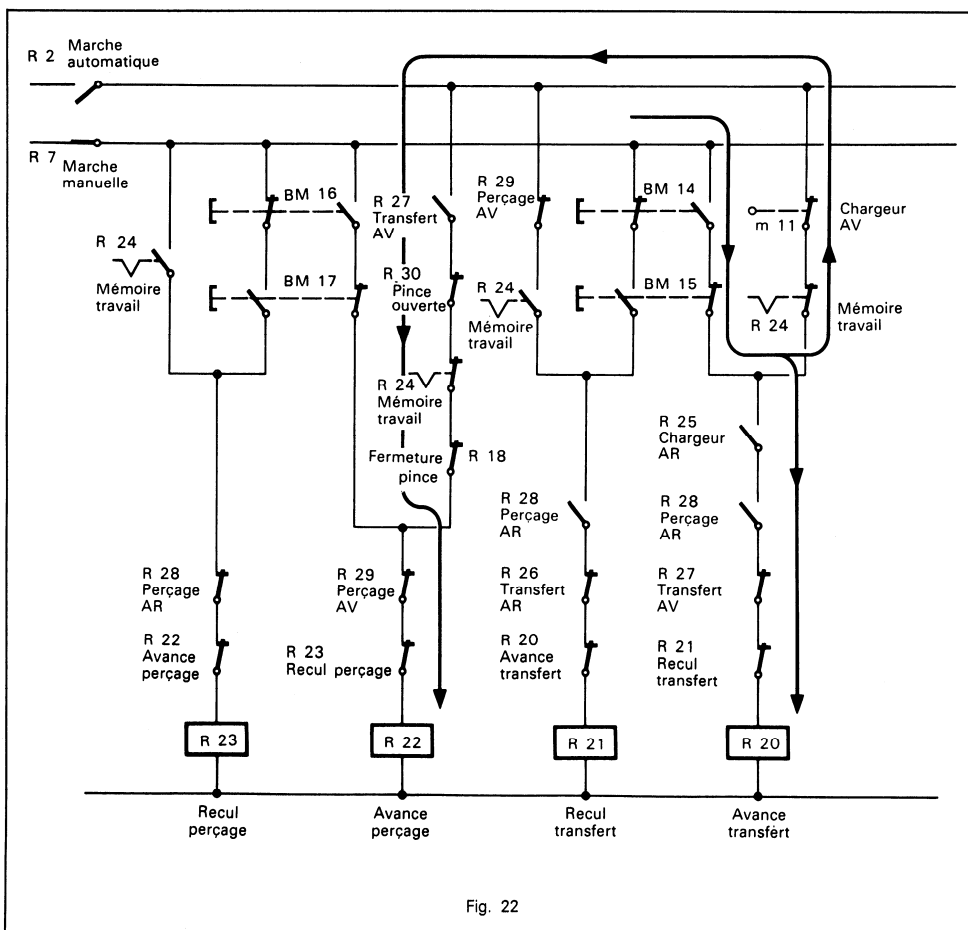 R 2 Marche
automatique
R 7 Marche
manuelle
R 24
Mémoire
travail
BM 16
BM 17
R 27
Transfert
AV
R 30
Pince
ouverte
R 24
Mémoire
travail
Fermeture
pince
R 18
R 29
Perçage
AV
R 24
Mémoire
travail
BM 14
BM 15
m 11
Chargeur
AV
R 24
Mémoire
travail
R 25
Chargeur
AR
R 28
Perçage
AR
R 22
Avance
perçage
R 29
Perçage
AV
R 23
Recul perçage
R 28
Perçage
AR
R 26
Transfert
AR
R 20
Avance
transfert
R 28
Perçage
AR
R 27
Transfert
AV
R 21
Recul
transfert
R 23
R 22
R 21
R 20
Recul
perçage
Avance
perçage
Recul
transfert
Avance
transfert
Fig. 22